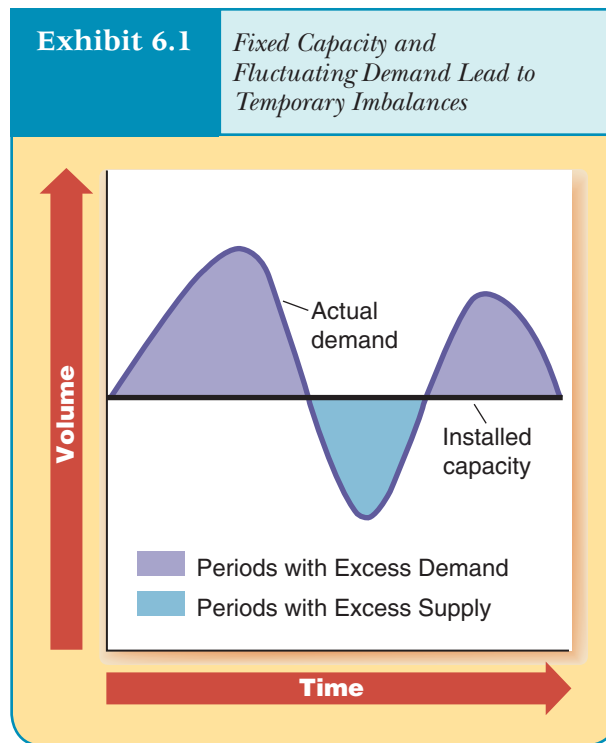 Exhibit 6.1
Fixed Capacity and
Fluctuating Demand Lead to
Temporary Imbalances
Volume
Actual
demand
Installed
capacity
Periods with Excess Demand
Periods with Excess Supply
Time